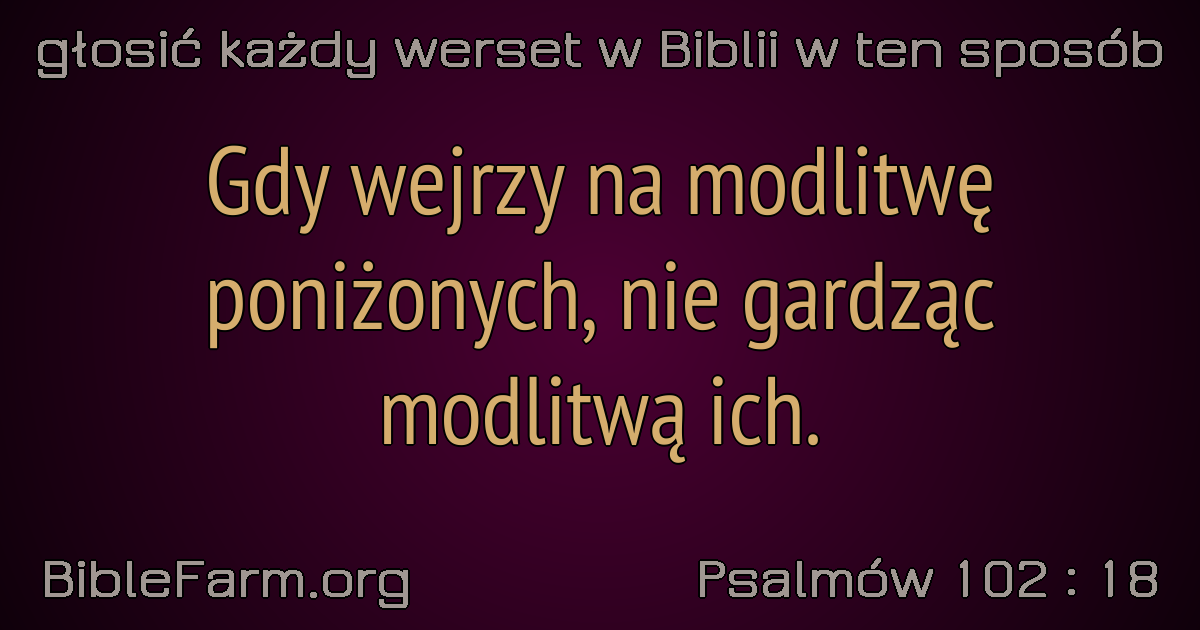 głosić każdy werset w Biblii w ten sposób
Gdy wejrzy na modlitwę
poniżonych, nie gardząc
modlitwą ich.
BibleFarm.org
Psalmów 102 : 18